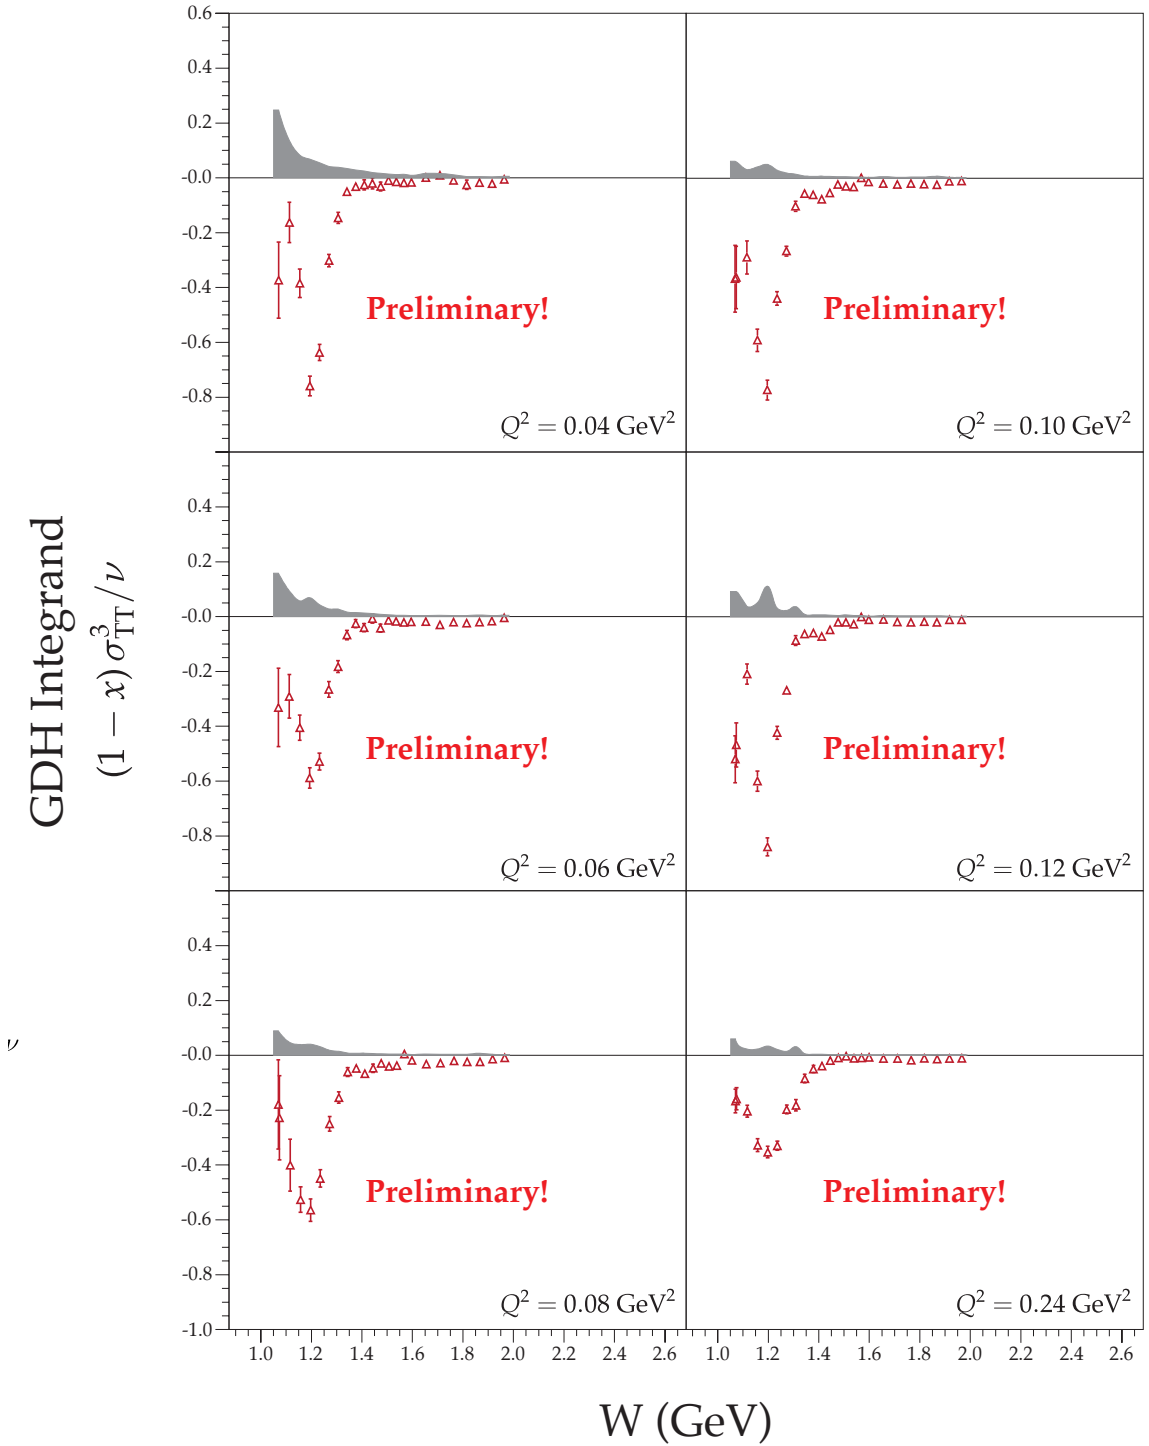 0.6
0.4
0.2
-0.0
-0.2
-0.4
-0.6
-0.8
Preliminary!
Q² = 0.04 GeV²
Preliminary!
Q² = 0.10 GeV²
GDH Integrand
(1 − x) σ³_TT/ν
0.4
0.2
-0.0
-0.2
-0.4
-0.6
-0.8
Preliminary!
Q² = 0.06 GeV²
Preliminary!
Q² = 0.12 GeV²
ν
0.4
0.2
-0.0
-0.2
-0.4
-0.6
-0.8
-1.0
Preliminary!
Q² = 0.08 GeV²
Preliminary!
Q² = 0.24 GeV²
1.0 1.2 1.4 1.6 1.8 2.0 2.2 2.4 2.6 1.0 1.2 1.4 1.6 1.8 2.0 2.2 2.4 2.6
W (GeV)